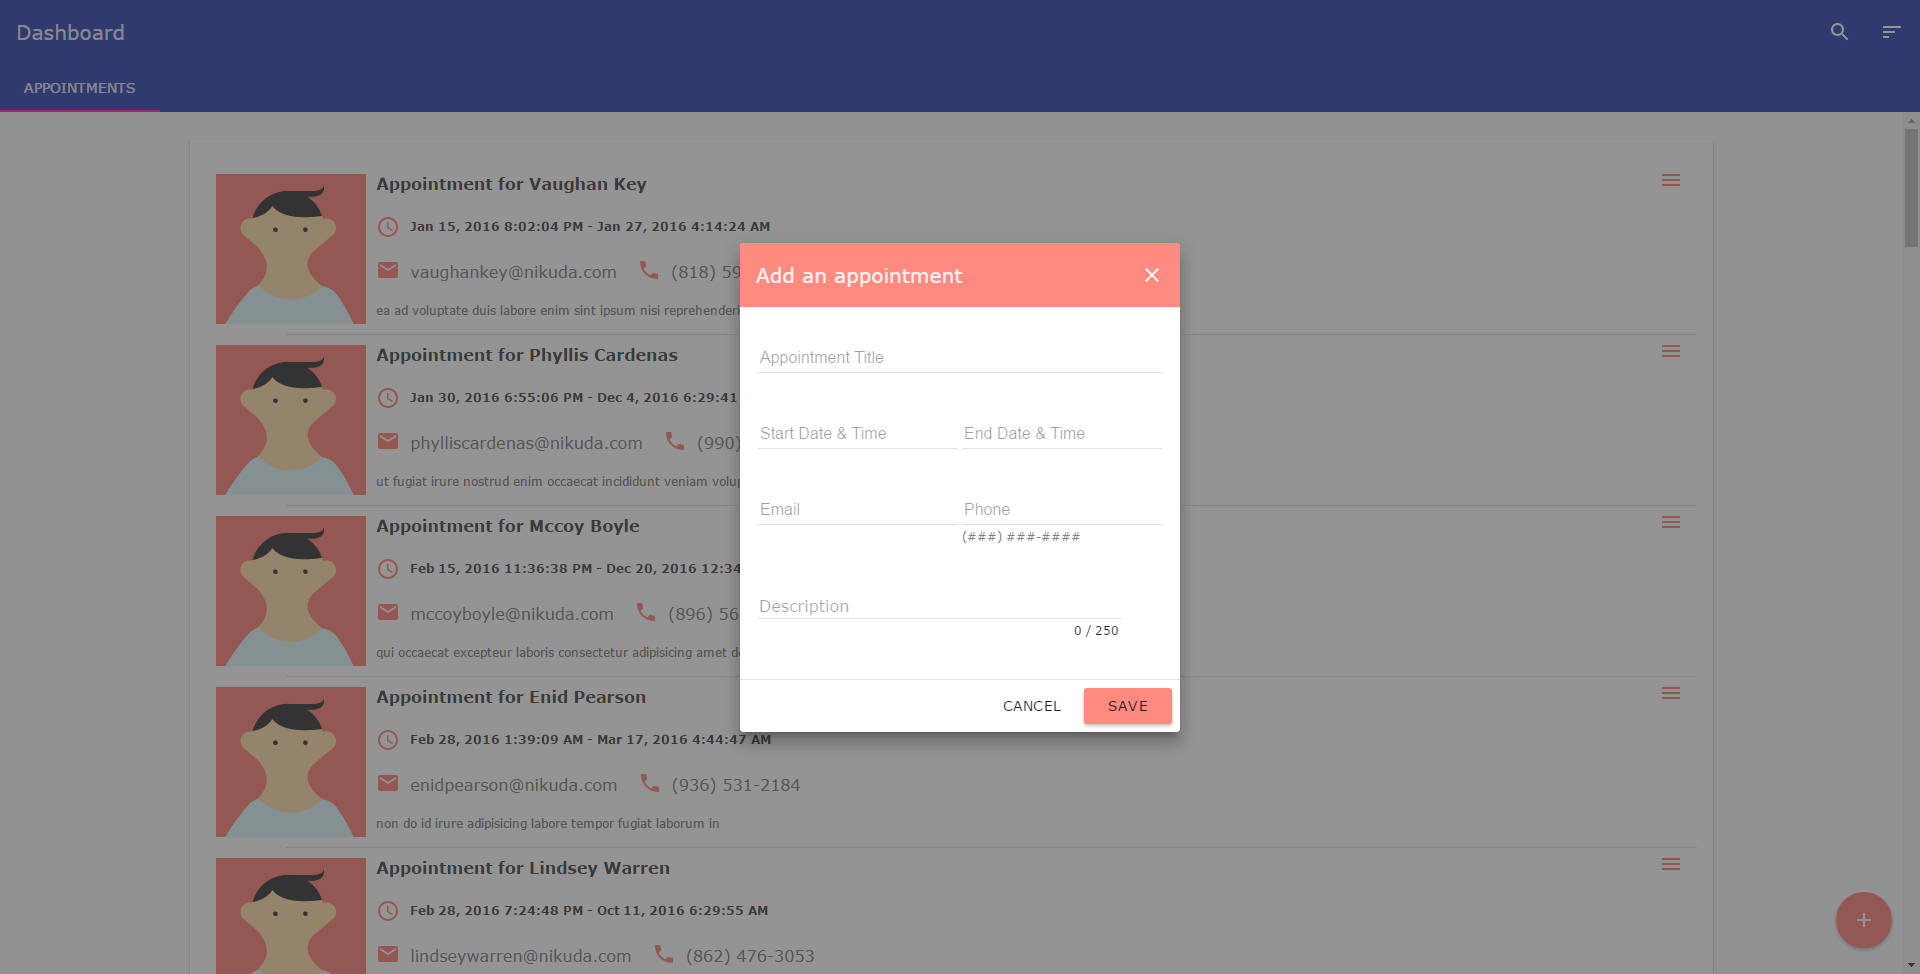 Dashboard
APPOINTMENTS
Appointment for Vaughan Key
Jan 15, 2016 8:02:04 PM - Jan 27, 2016 4:14:24 AM
vaughankey@nikuda.com (818) 59
ea ad voluptate duis labore enim sint ipsum nisi
Appointment for Phyllis Cardenas
Jan 30, 2016 6:55:06 PM - Dec 4, 2016 6:29:41
phylliscardenas@nikuda.com (990)
ut fugiat irure nostrud enim occaecat incididunt veniam
Appointment for Mccoy Boyle
Feb 15, 2016 11:36:38 PM - Dec 20, 2016 12:34
mccoyboyle@nikuda.com (896) 56
qui occaecat excepteur laboris consectetur adipisicing amet
Appointment for Enid Pearson
Feb 28, 2016 1:39:09 AM - Mar 17, 2016 4:44:47 AM
enidpearson@nikuda.com (936) 531-2184
non do id irure adipisicing labore tempor fugiat laborum in
Appointment for Lindsey Warren
Feb 28, 2016 7:24:48 PM - Oct 11, 2016 6:29:55 AM
lindseywarren@nikuda.com (862) 476-3053
Add an appointment
Appointment Title
Start Date & Time End Date & Time
Email Phone
(###) ###-####
Description
0 / 250
CANCEL SAVE